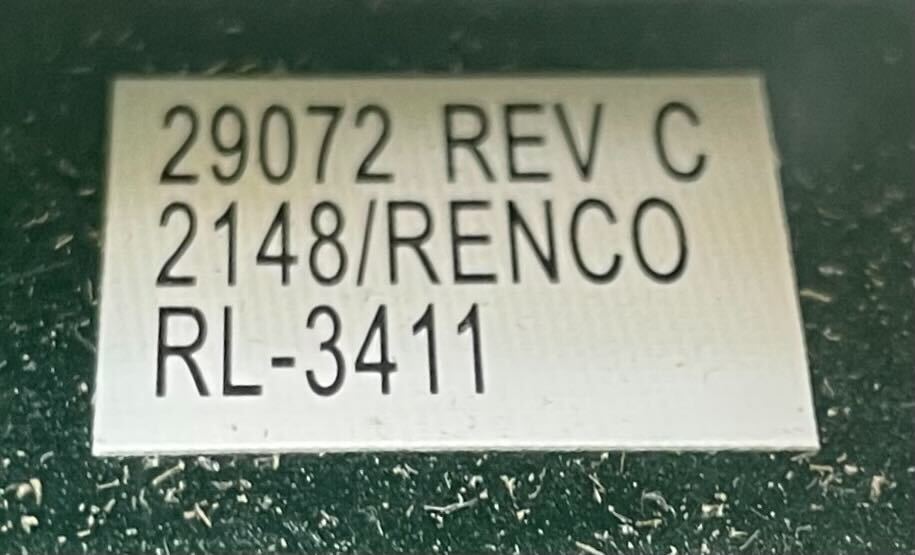 29072 REV C
2148/RENCO
RL-3411